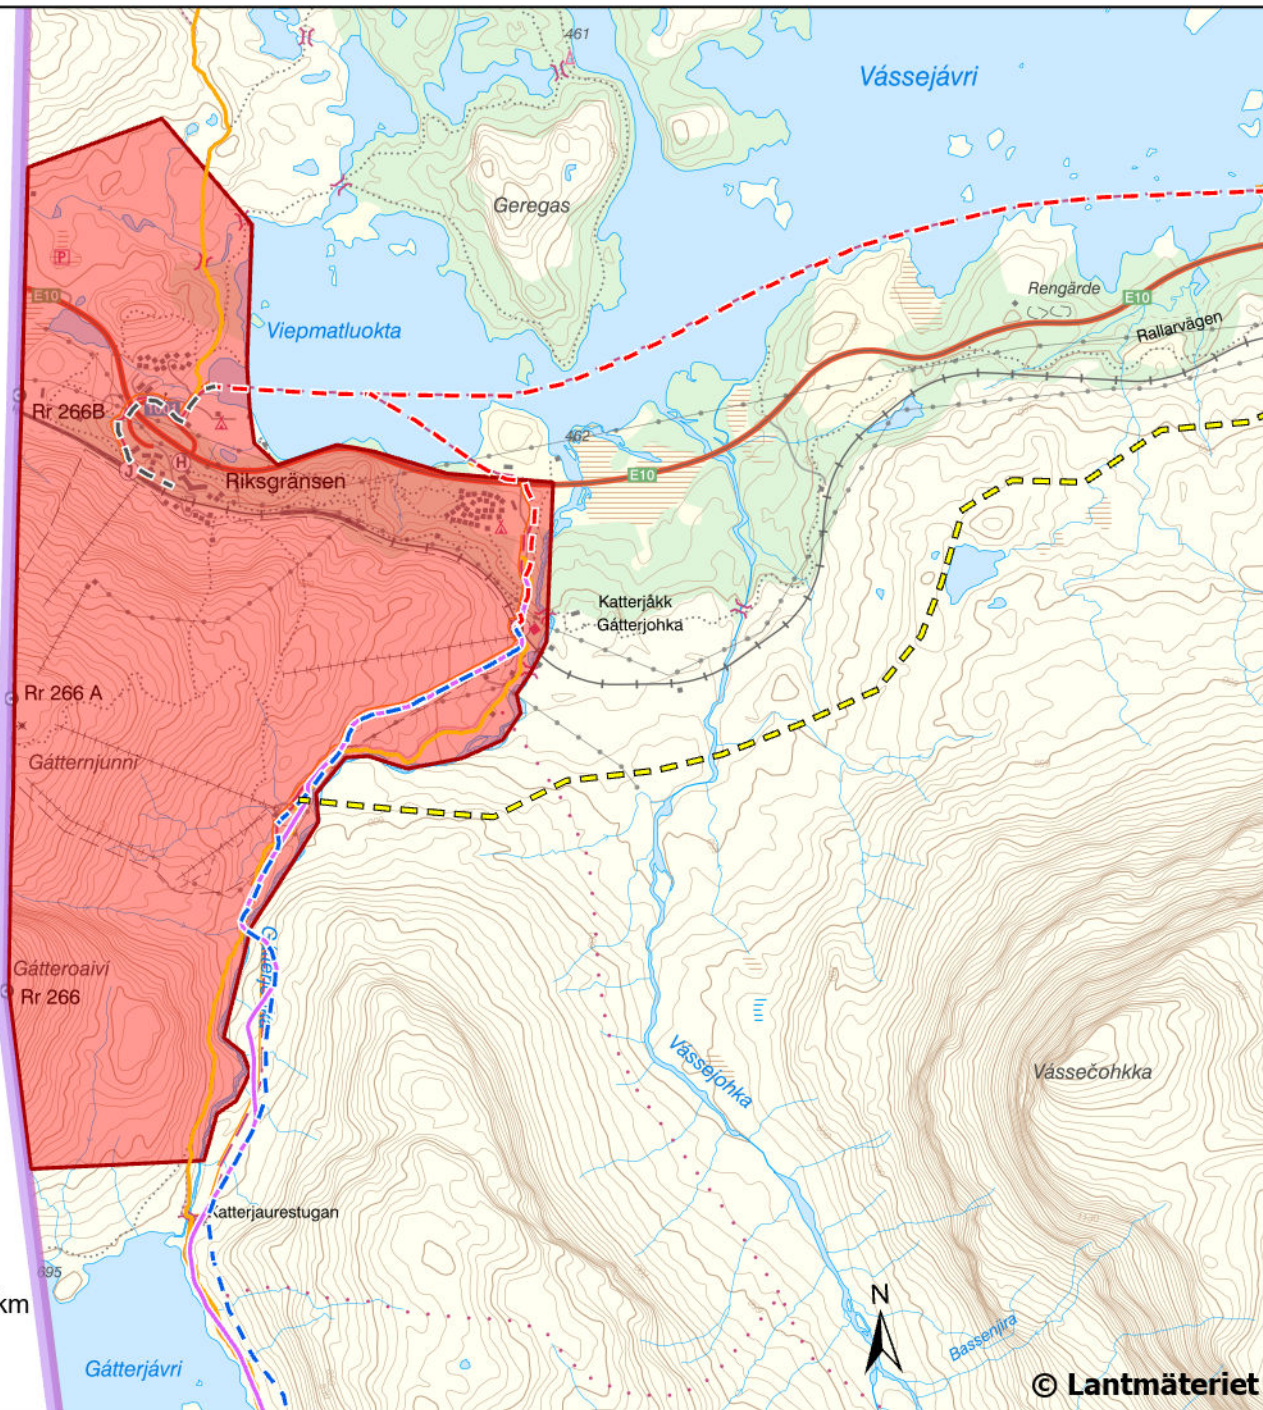 461
Vássejávri
Geregas
P
E10
Viepmatluokta
Rengärde
E10
Rallarvägen
Rr 266B
462
H
Riksgränsen
E10
Katterjåkk
Gátterjohka
Rr 266 A
Gátternjunni
Gátteroaivi
Rr 266
Vássejohka
Vássečohkka
Katterjaurestugan
695
km
N
Bassenjira
Gátterjávri
© Lantmäteriet